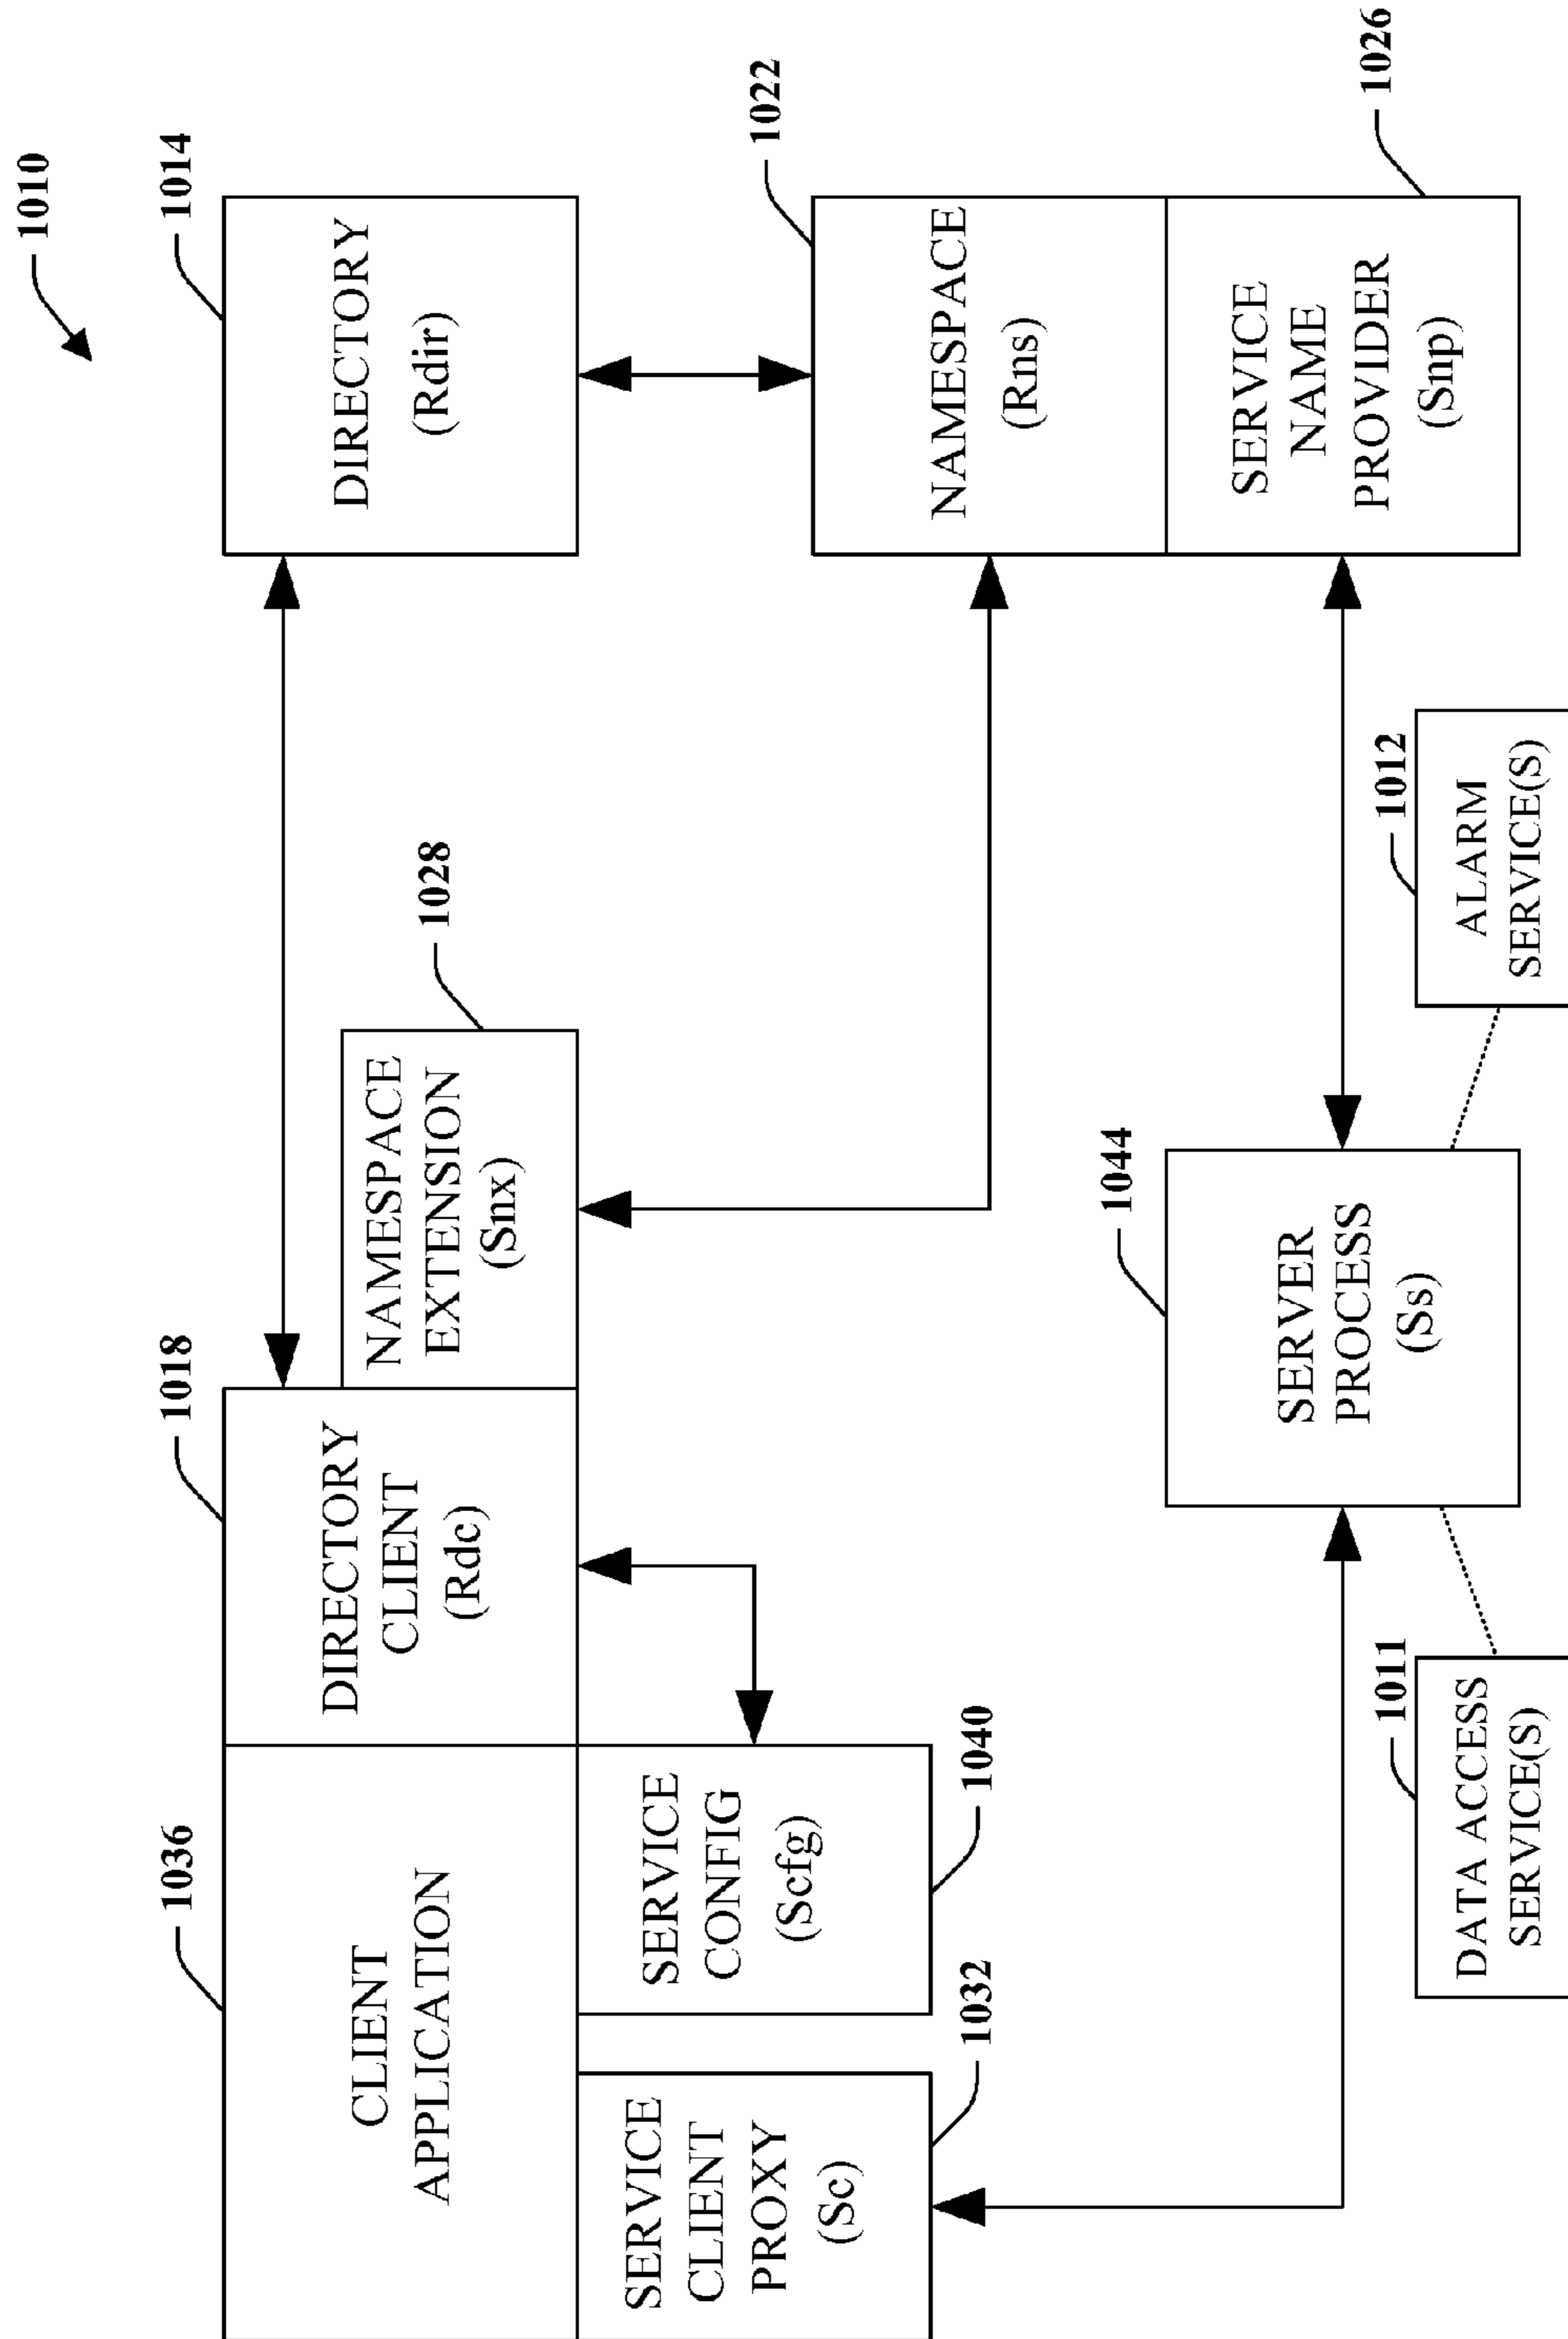 1010
1036
1018
1014
CLIENT
APPLICATION
DIRECTORY
CLIENT
(Rdc)
NAMESPACE
EXTENSION
(Snx)
1028
DIRECTORY
(Rdir)
SERVICE
CLIENT
PROXY
(Sc)
1032
SERVICE
CONFIG
(Scfg)
1040
1022
NAMESPACE
(Rns)
SERVICE
NAME
PROVIDER
(Snp)
1026
1044
SERVER
PROCESS
(Ss)
1011
DATA ACCESS
SERVICE(S)
1012
ALARM
SERVICE(S)